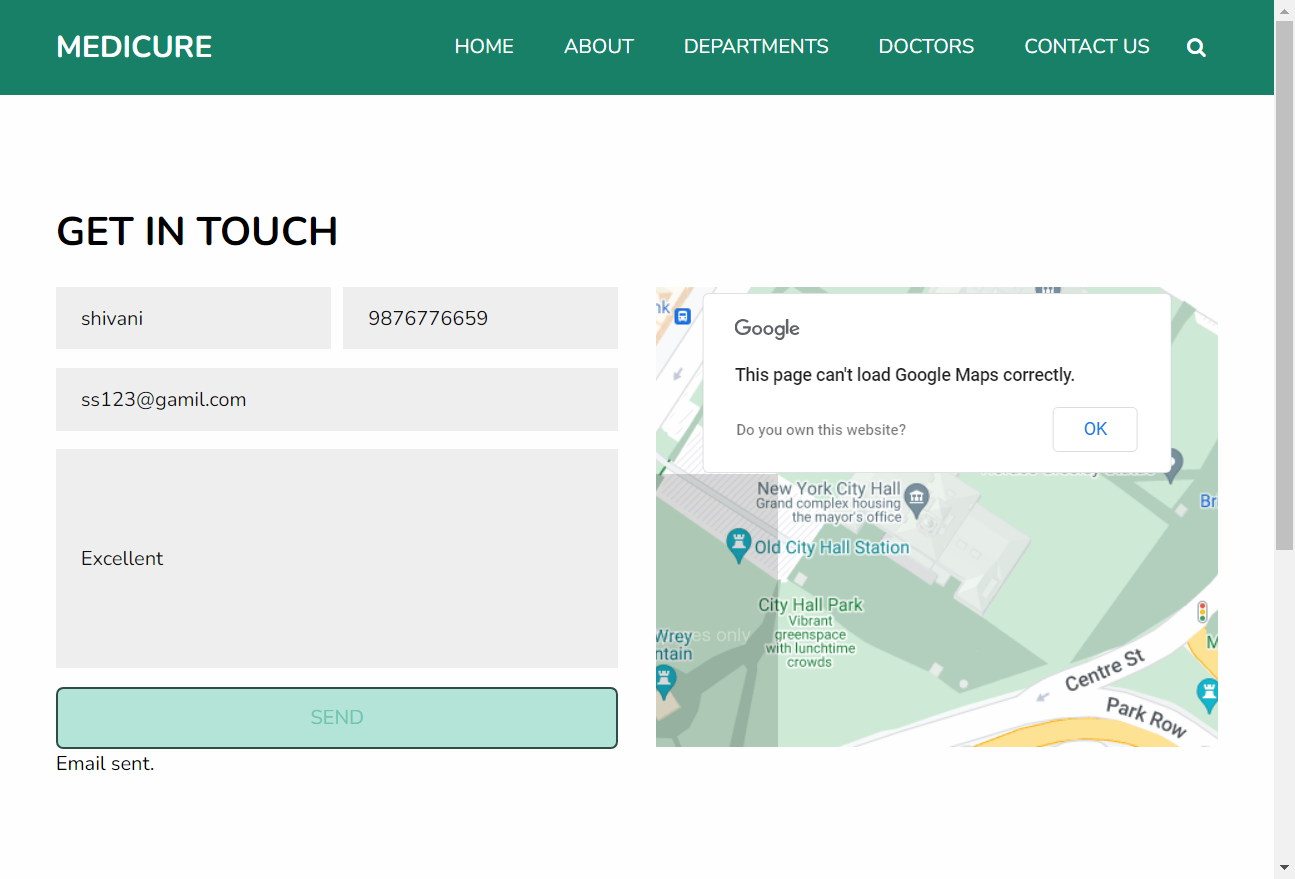 MEDICURE
HOME ABOUT DEPARTMENTS DOCTORS CONTACT US
GET IN TOUCH
shivani 9876776659
ss123@gamil.com
Excellent
SEND
Email sent.
Google
This page can't load Google Maps correctly.
Do you own this website?
OK
New York City Hall
Grand complex housing
the mayor's office
Old City Hall Station
City Hall Park
Vibrant
greenspace
with lunchtime
crowds
Wrey
ntain
Centre St
Park Row
Br
M